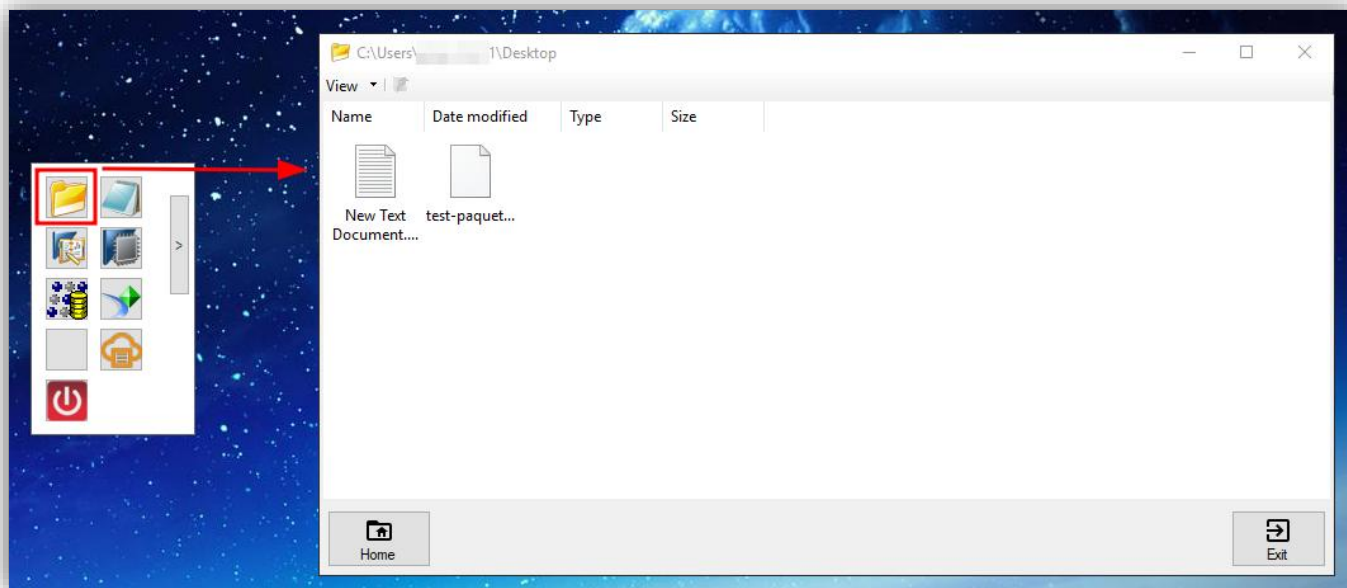 C:\Users\ 1\Desktop
View
Name Date modified Type Size
New Text test-paquet...
Document....
>
Home Exit